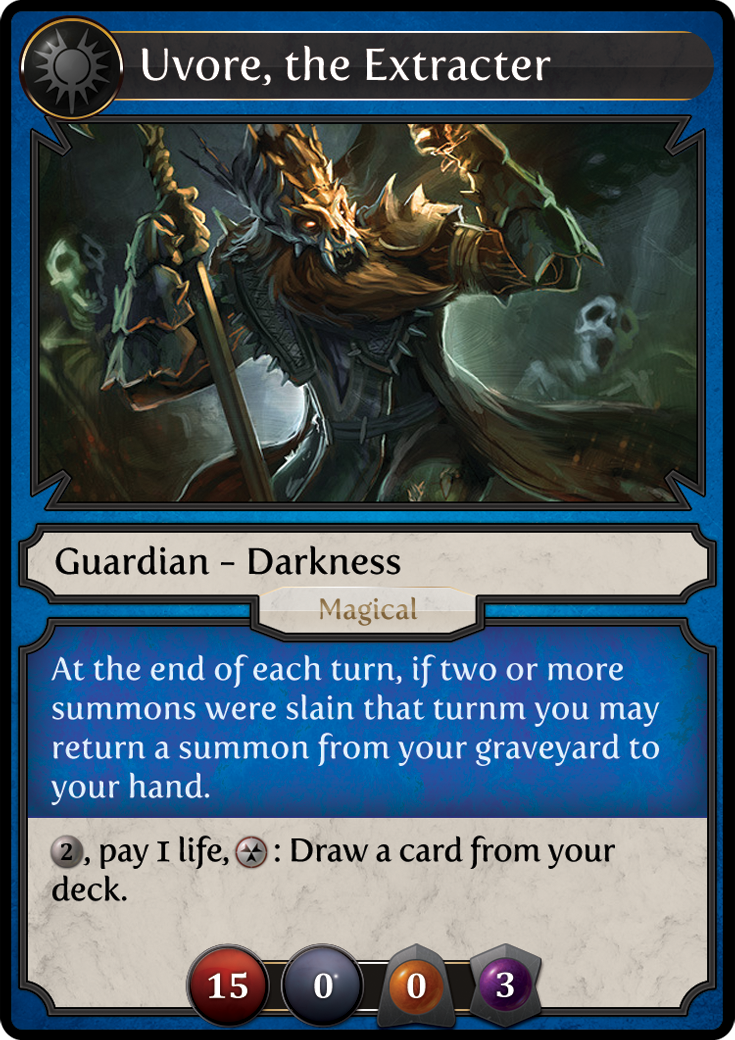 Uvore, the Extracter
Guardian - Darkness
Magical
At the end of each turn, if two or more
summons were slain that turnm you may
return a summon from your graveyard to
your hand.
2, pay 1 life, : Draw a card from your
deck.
15 0* 0 3